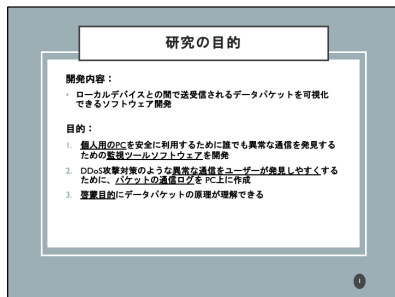 研究の目的
開発内容：
• ローカルデバイスとの間で送受信されるデータパケットを可視化
できるソフトウェア開発
目的：
1. 個人用のPCを安全に利用するために誰でも異常な通信を発見する
ための監視ツールソフトウェアを開発
2. DDoS攻撃対策のような異常な通信をユーザーが発見しやすくする
ために、パケットの通信ログを PC上に作成
3. 啓蒙目的にデータパケットの原理が理解できる
1